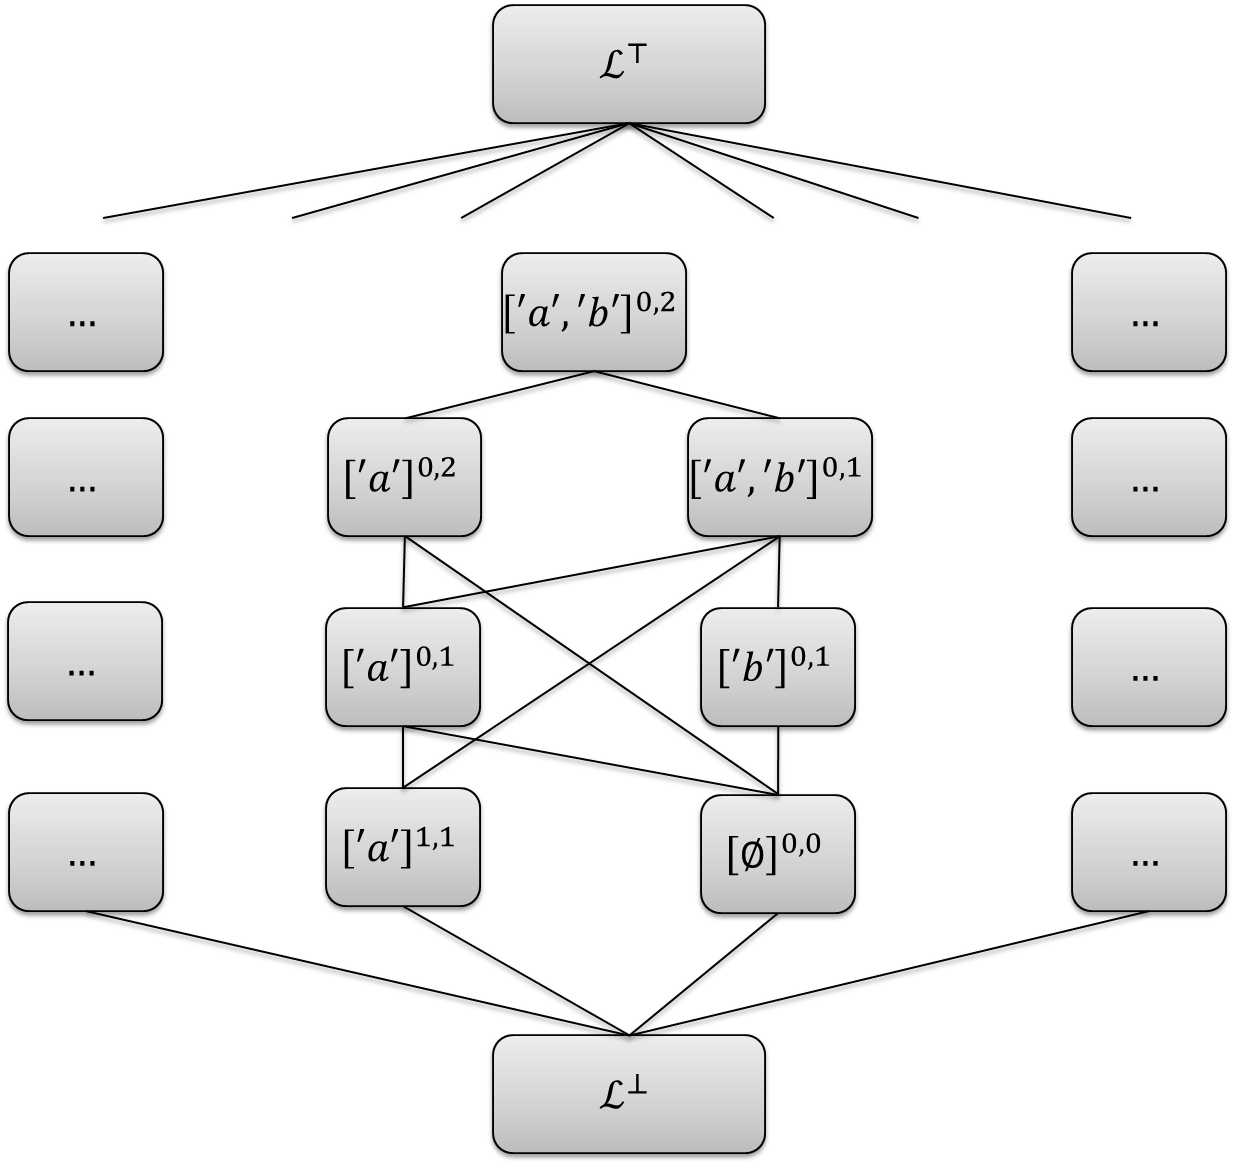 ℒ⊤
... ['a','b']0,2 ...
... ['a']0,2 ['a','b']0,1 ...
... ['a']0,1 ['b']0,1 ...
... ['a']1,1 [∅]0,0 ...
ℒ⊥